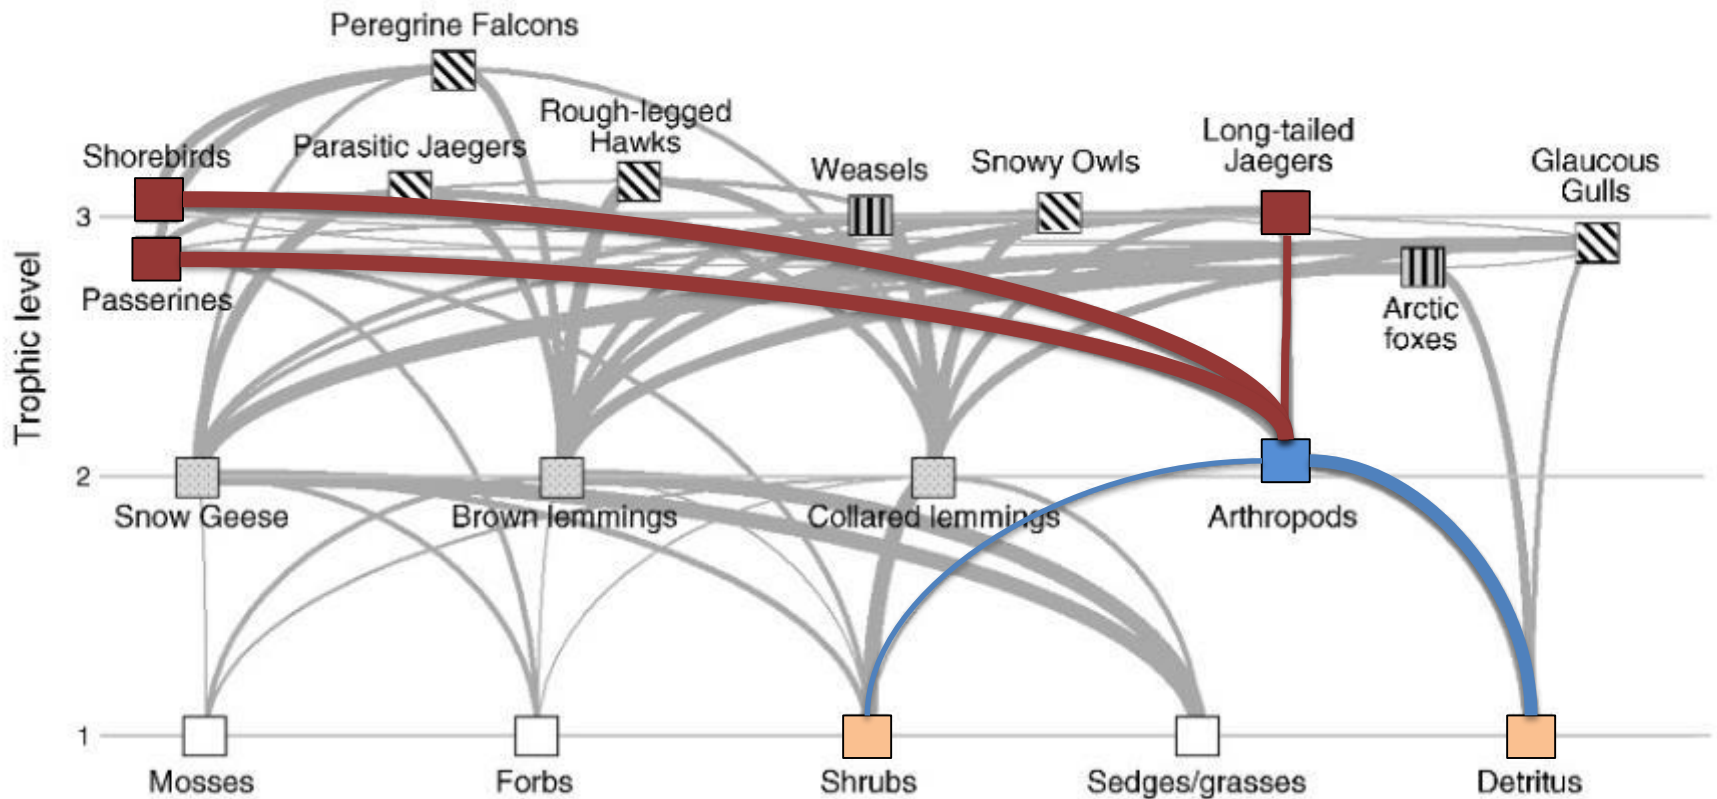 Peregrine Falcons
Rough-legged
Hawks
Parasitic Jaegers
Shorebirds
Weasels
Snowy Owls
Long-tailed
Jaegers
Glaucous
Gulls
3
Passerines
Arctic
foxes
Trophic level
2
Snow Geese
Brown lemmings
Collared lemmings
Arthropods
1
Mosses
Forbs
Shrubs
Sedges/grasses
Detritus